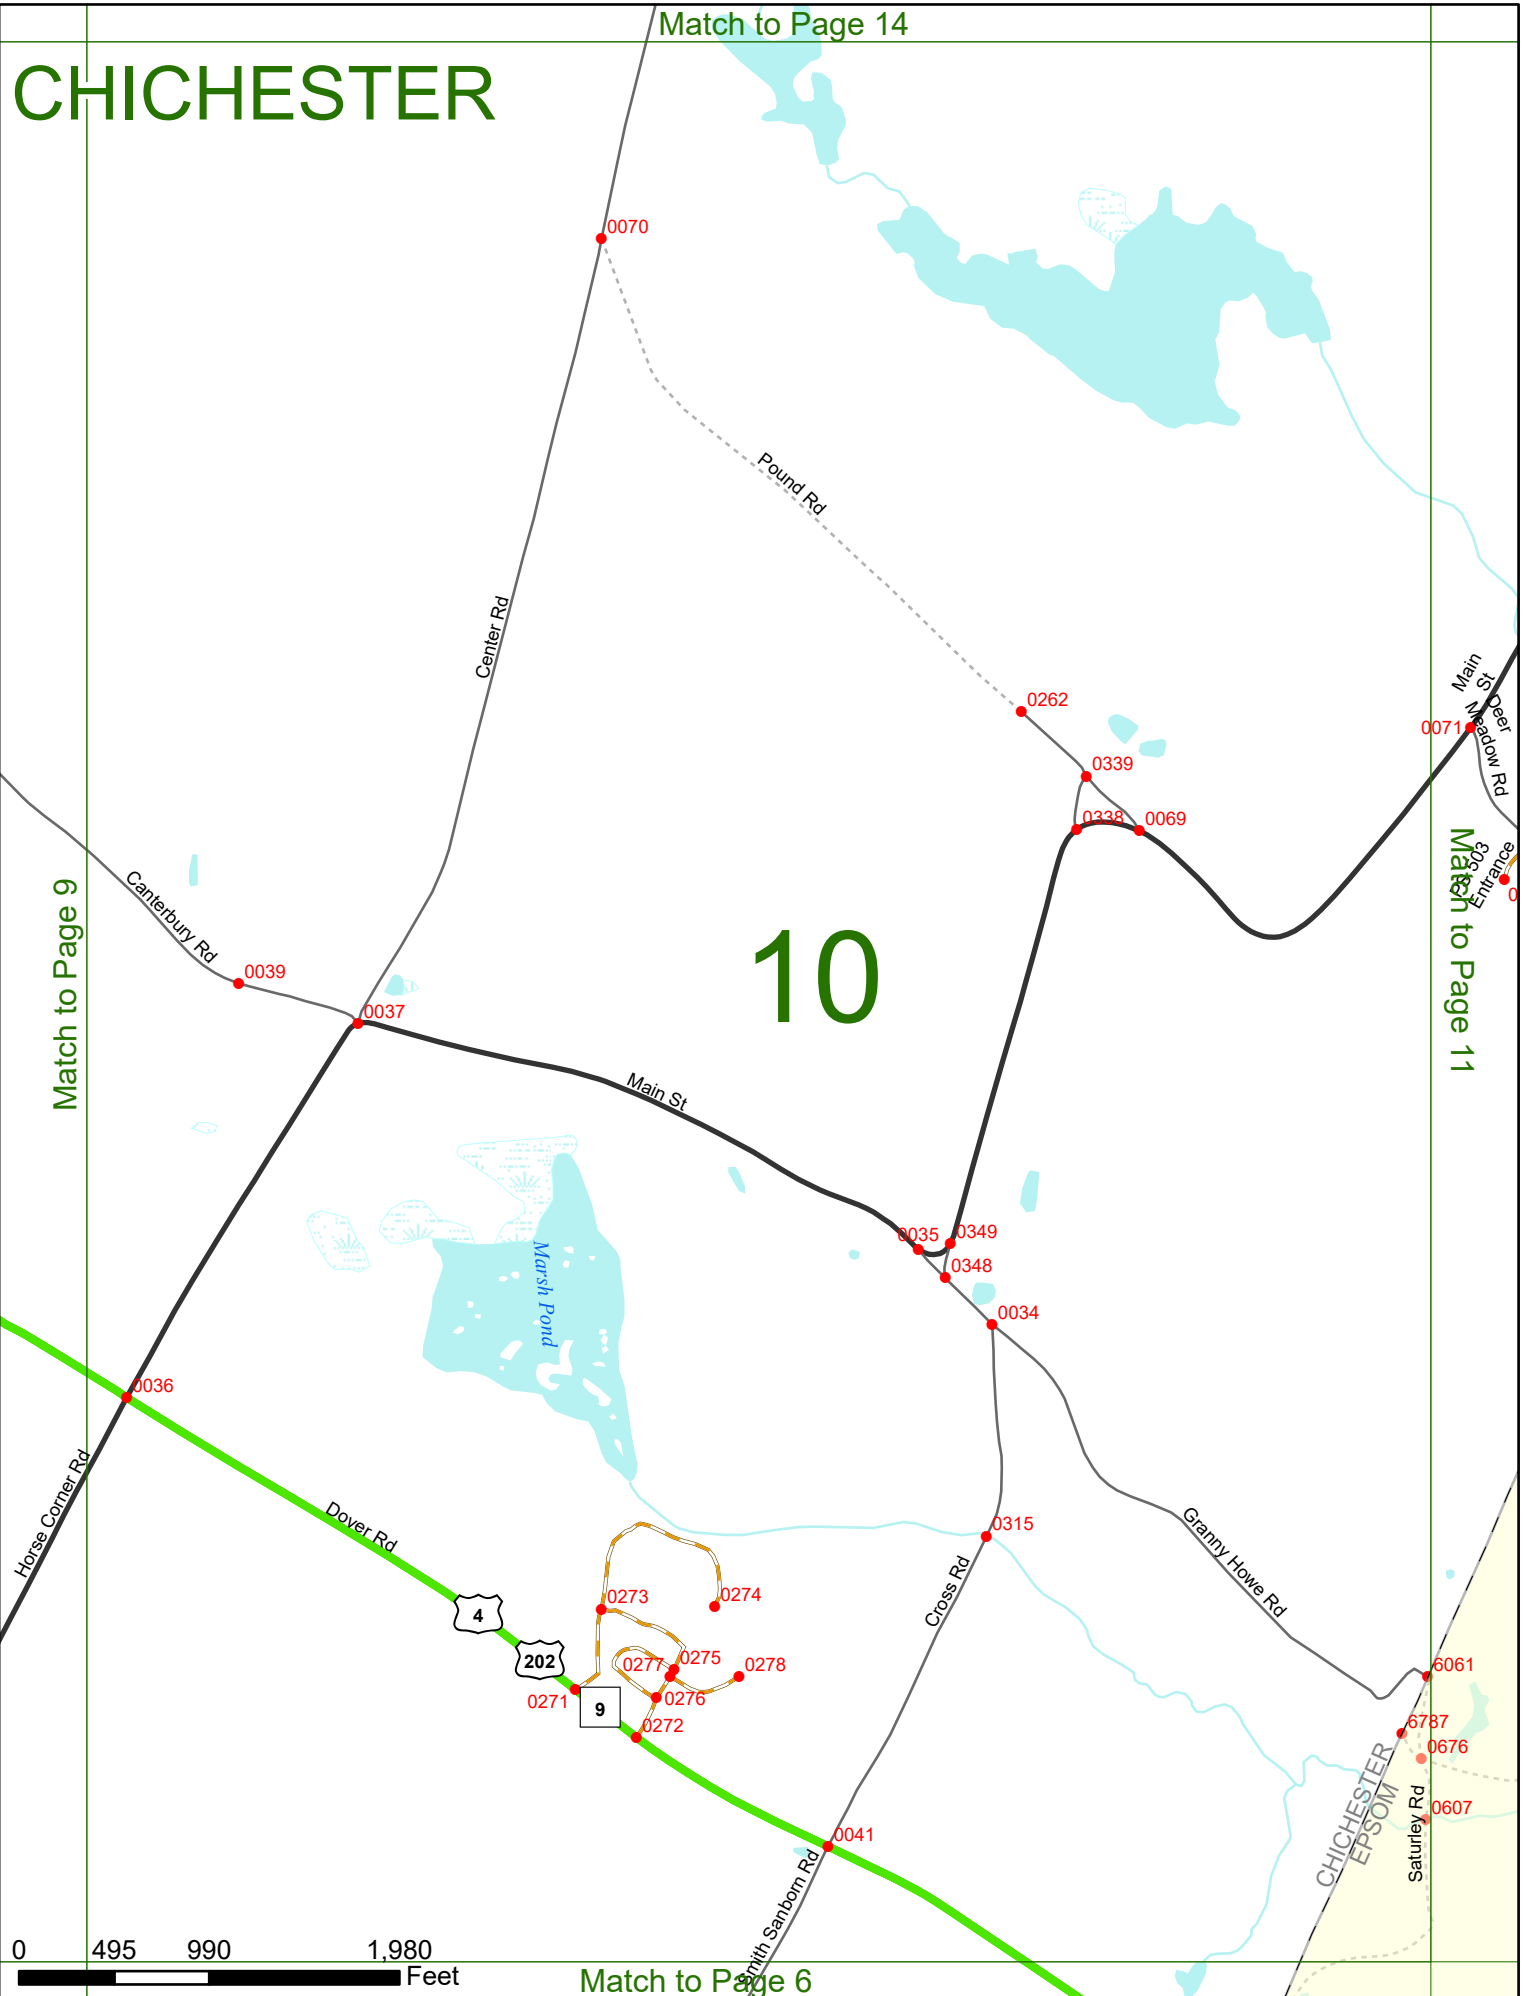 Match to Page 14
CHICHESTER
0070
Pound Rd
Center Rd
0262
Main
St
Deer
Meadow Rd
0071
0339
0338
0069
PS 503
Entrance
0
Match to Page 9
Match to Page 11
Canterbury Rd
0039
10
0037
Main St
0035
0349
0348
Marsh Pond
0034
0036
Horse Corner Rd
Dover Rd
0315
Granny Howe Rd
Cross Rd
4
0273
0274
202
0275
0277
0278
6061
0271
9
0276
0272
6787
0676
CHICHESTER
EPSOM
Saturley Rd
0607
0041
Smith Sanborn Rd
0 495 990 1,980
Feet
Match to Page 6